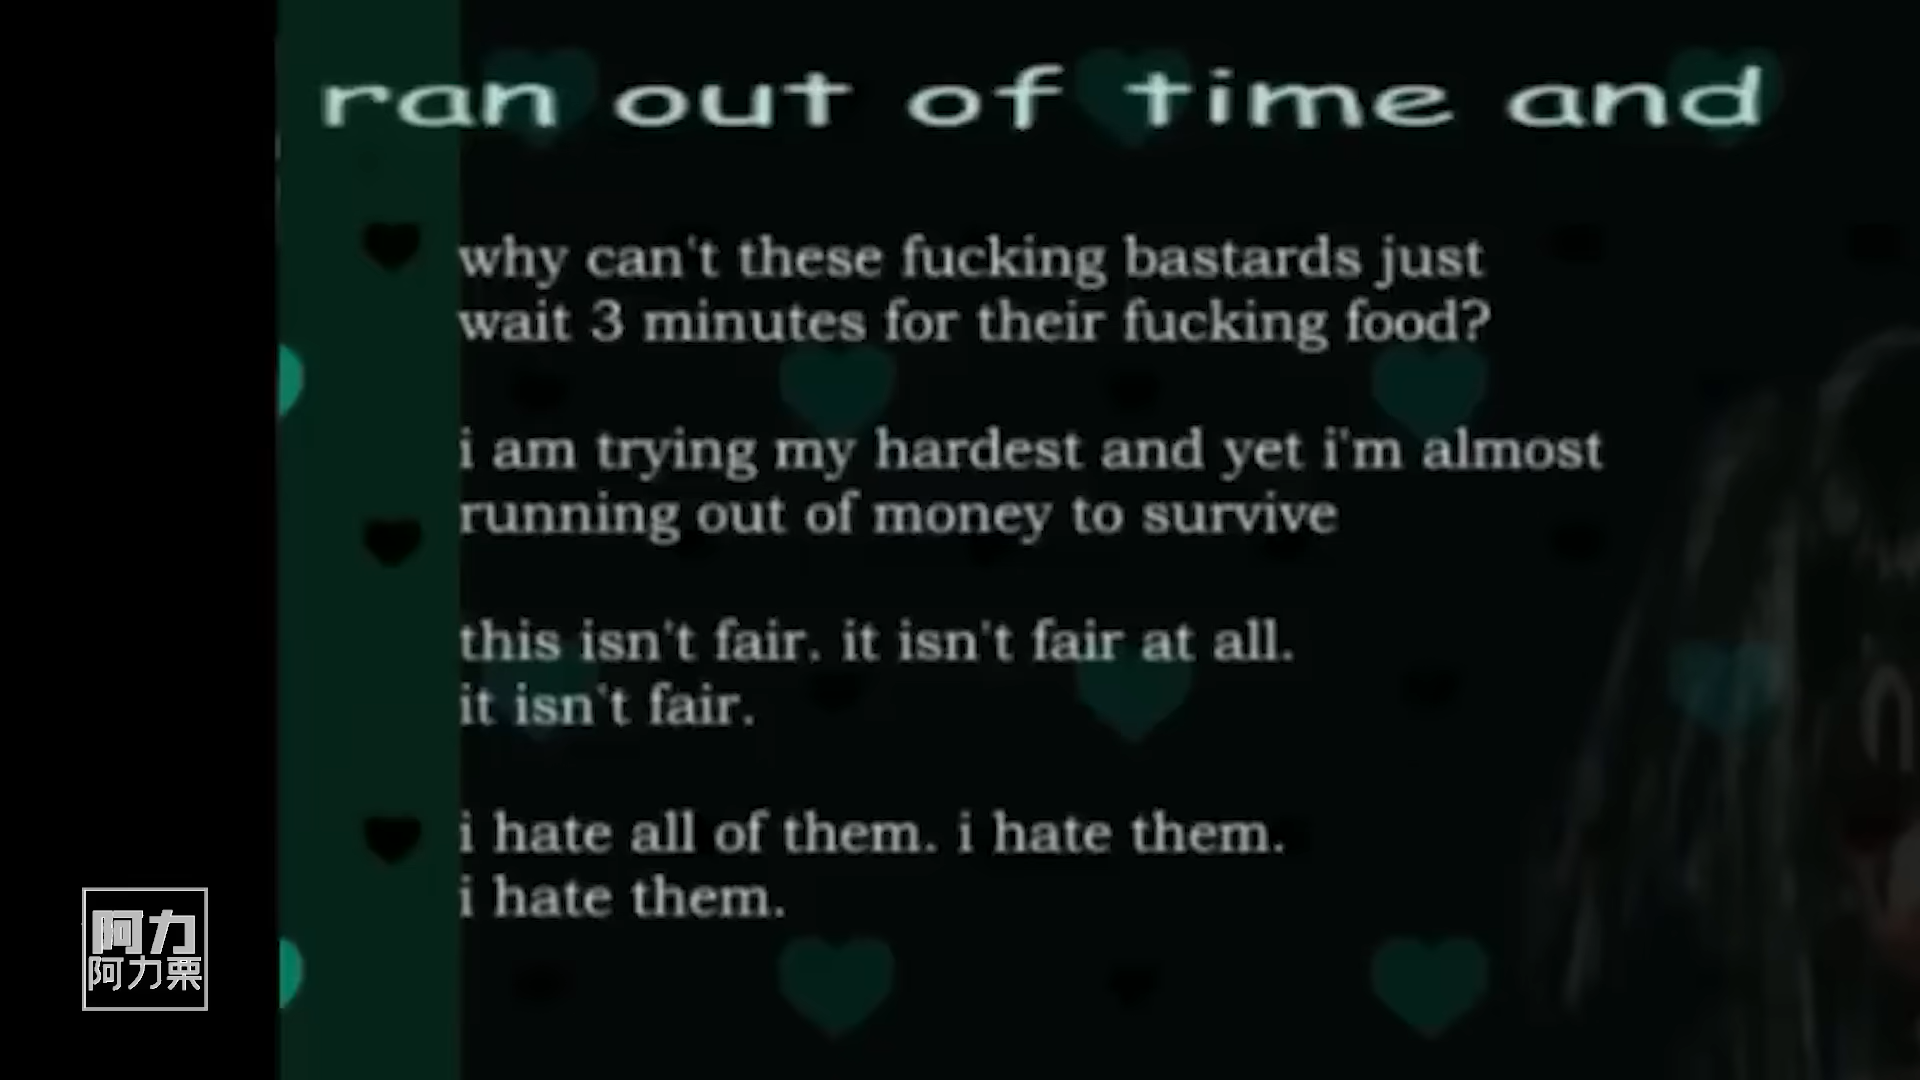 ran out of time and
why can't these fucking bastards just
wait 3 minutes for their fucking food?
i am trying my hardest and yet i'm almost
running out of money to survive
this isn't fair. it isn't fair at all.
it isn't fair.
i hate all of them. i hate them.
i hate them.
阿力
阿力栗